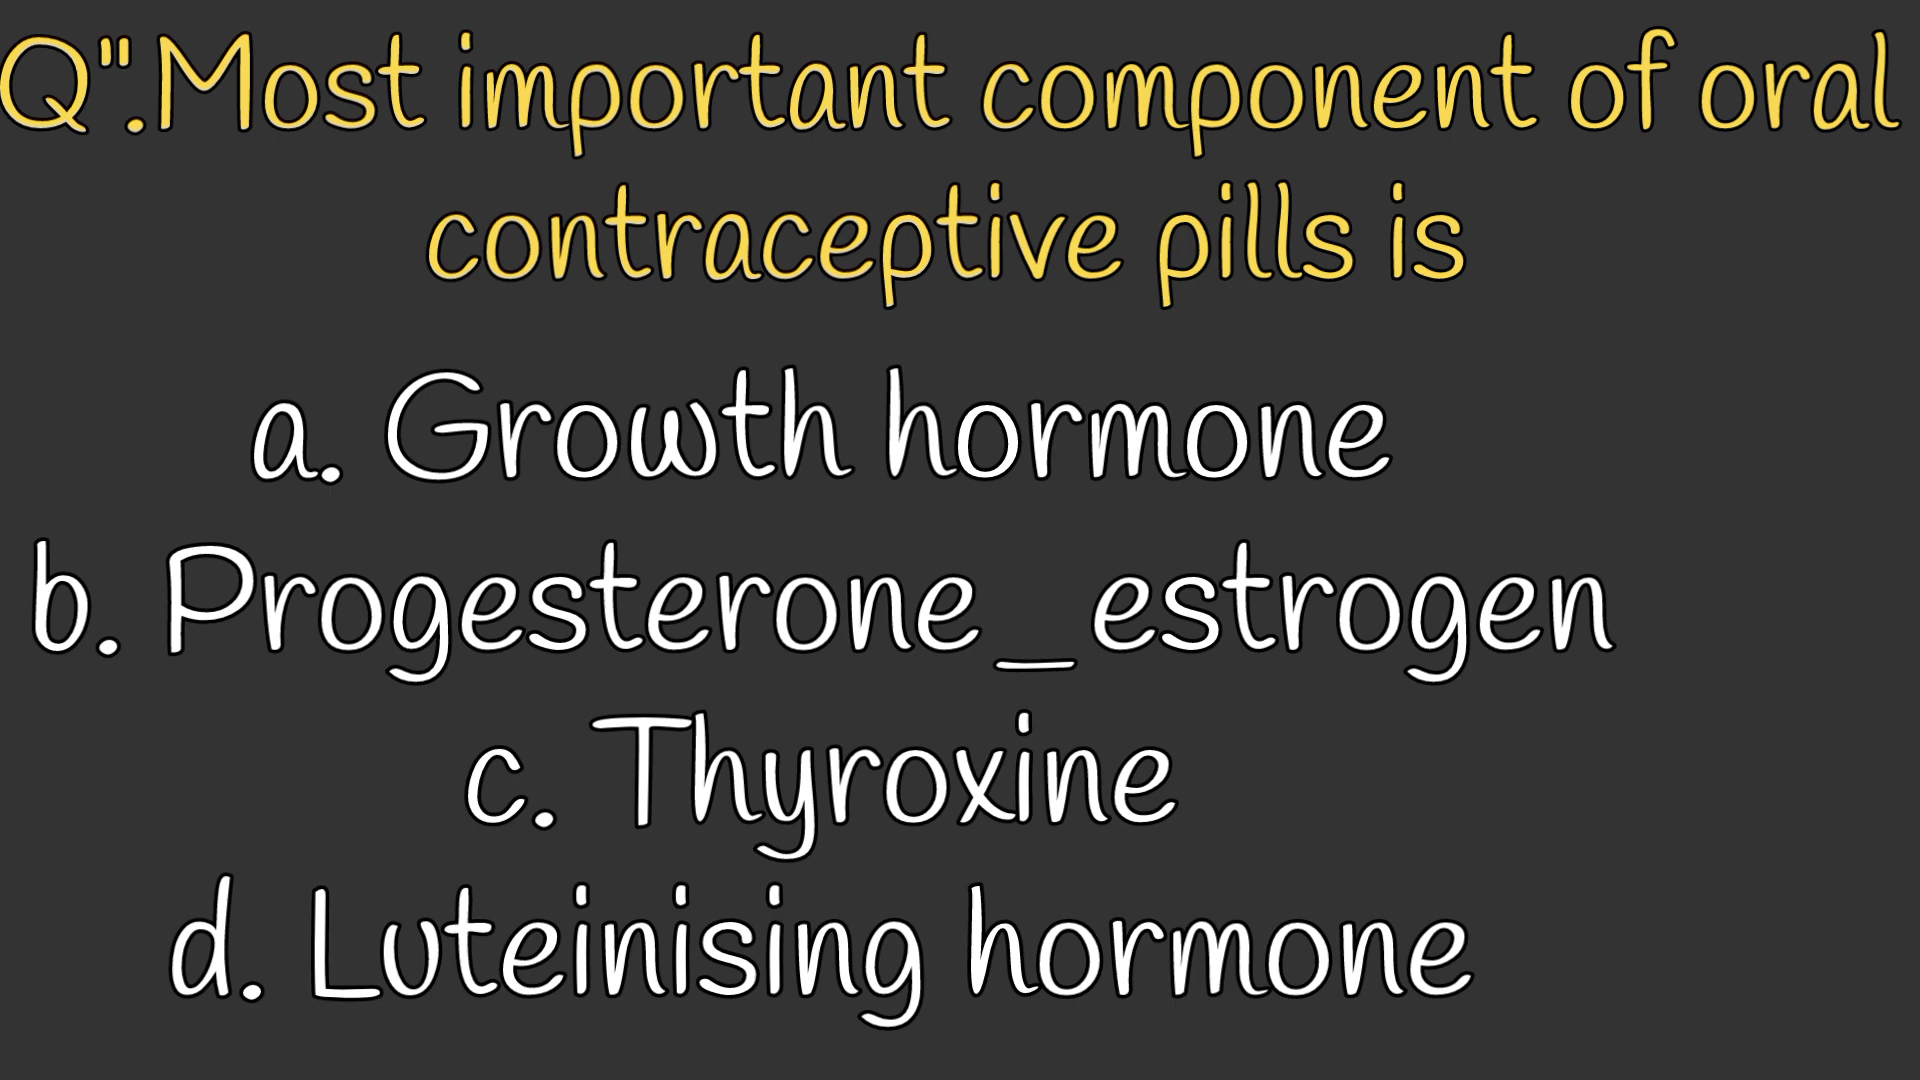 Q".Most important component of oral
contraceptive pills is
a. Growth hormone
b. Progesterone_estrogen
c. Thyroxine
d. Luteinising hormone